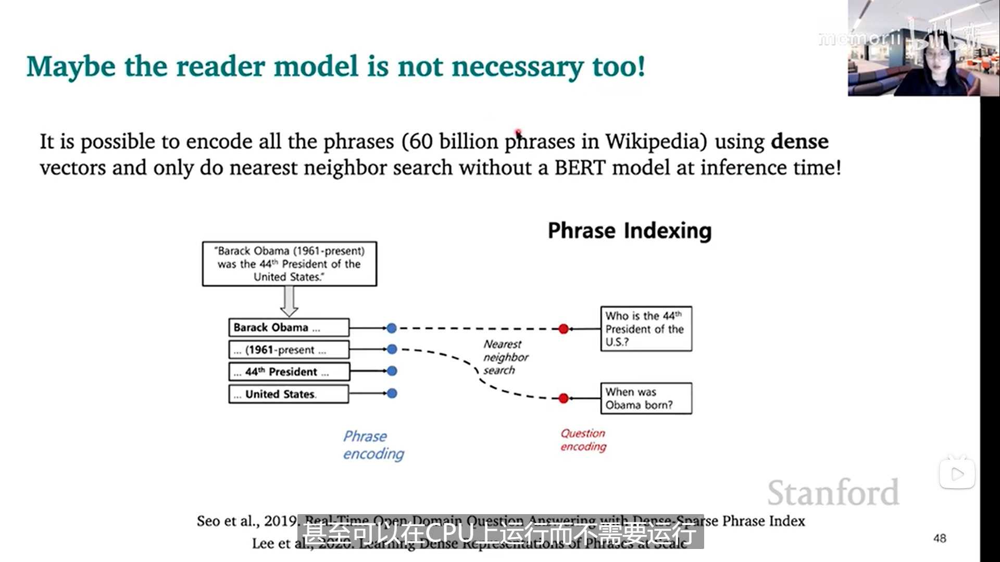 momorii bilibili
Maybe the reader model is not necessary too!
It is possible to encode all the phrases (60 billion phrases in Wikipedia) using dense
vectors and only do nearest neighbor search without a BERT model at inference time!
Phrase Indexing
"Barack Obama (1961-present)
was the 44th President of the
United States."
Barack Obama ...
... (1961-present ...
... 44th President ...
... United States.
Nearest
neighbor
search
Who is the 44th
President of the
U.S.?
When was
Obama born?
Phrase
encoding
Question
encoding
Stanford
Seo et al., 2019. Real-Time Open-Domain Question Answering with Dense-Sparse Phrase Index
甚至可以在CPU上运行而不需要运行
Lee et al., 2020. Learning Dense Representations of Phrases at Scale
48